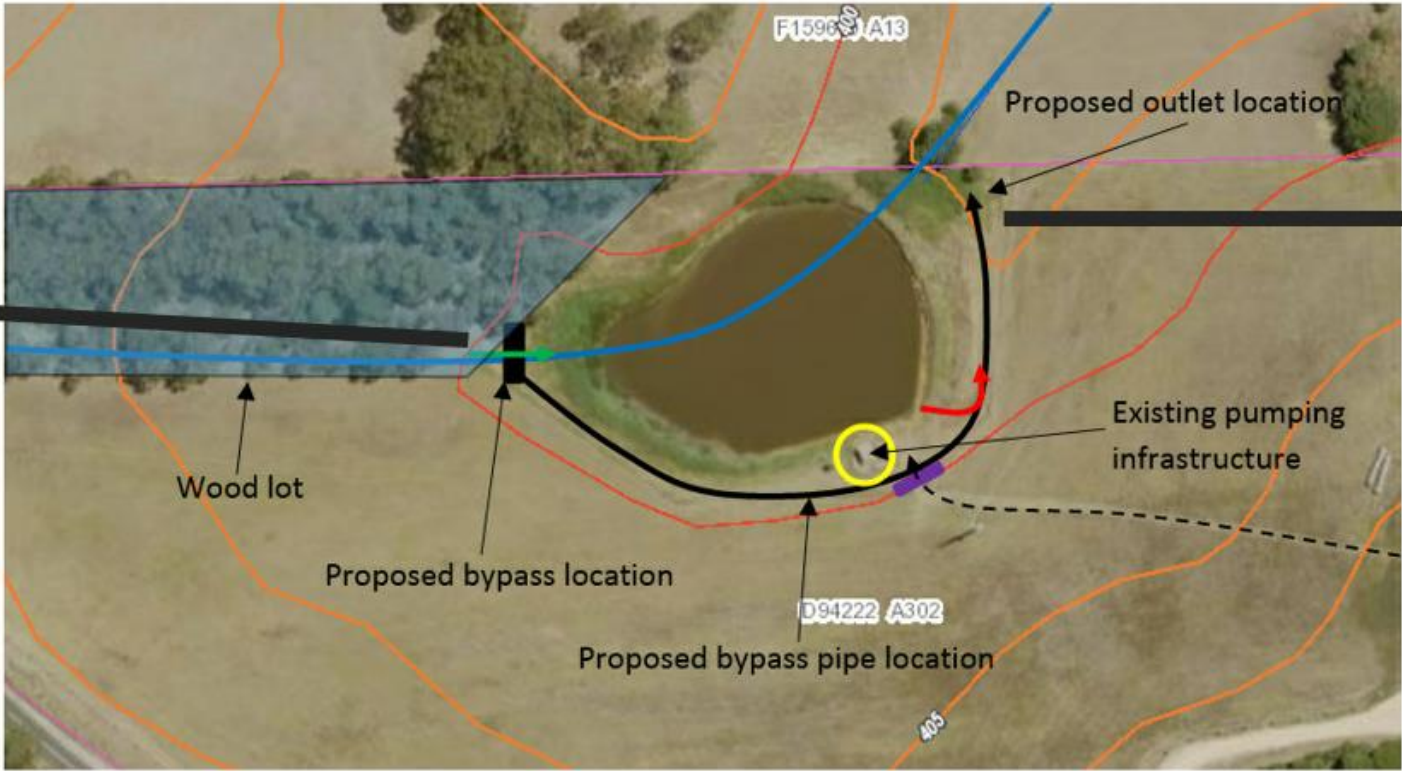 A13
400
Proposed outlet location
Existing pumping
infrastructure
Wood lot
Proposed bypass location
D94222 A302
Proposed bypass pipe location
405